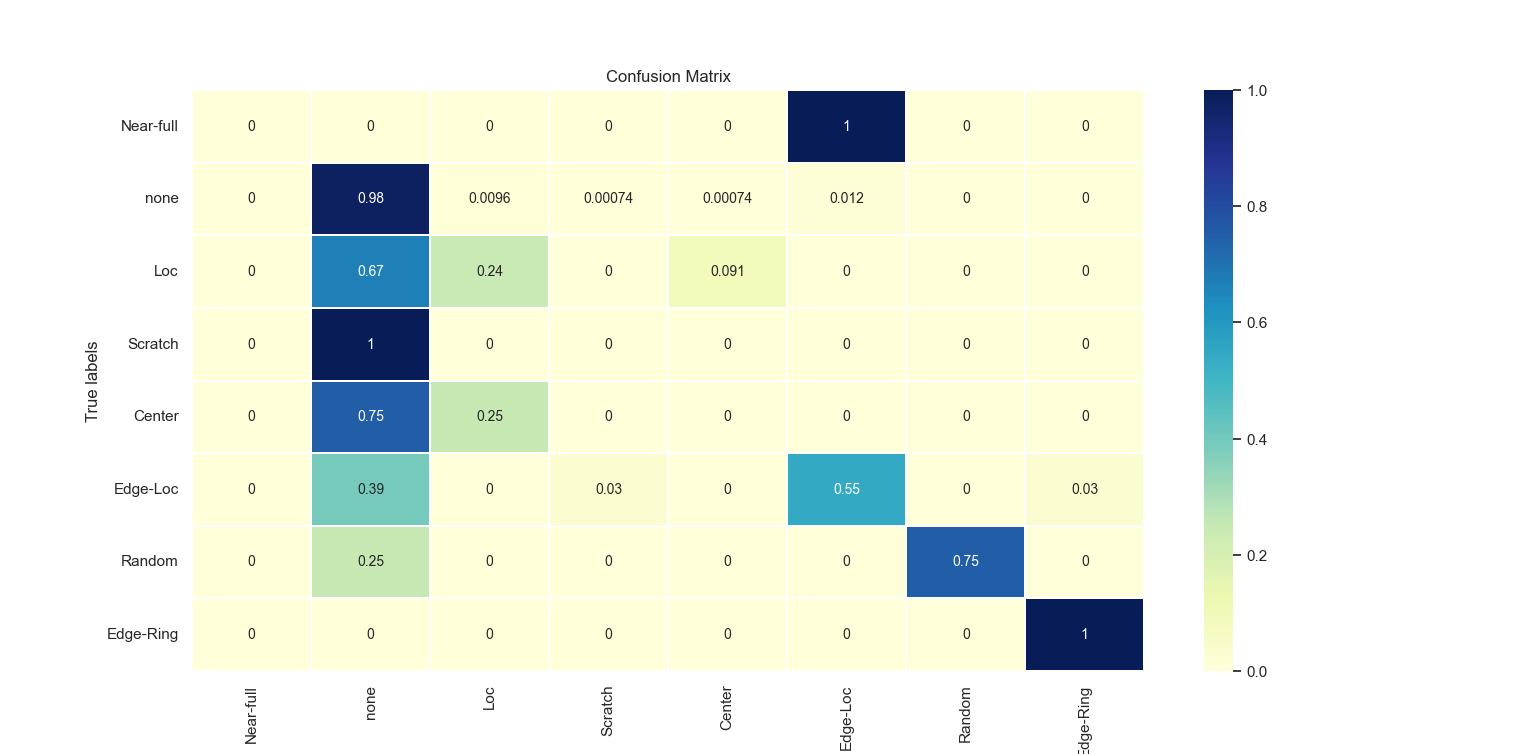 Confusion Matrix
Near-full 0 0 0 0 0 1 0 0
none 0 0.98 0.0096 0.00074 0.00074 0.012 0 0
Loc 0 0.67 0.24 0 0.091 0 0 0
Scratch 0 1 0 0 0 0 0 0
Center 0 0.75 0.25 0 0 0 0 0
Edge-Loc 0 0.39 0 0.03 0 0.55 0 0.03
Random 0 0.25 0 0 0 0 0.75 0
Edge-Ring 0 0 0 0 0 0 0 1
True labels
Near-full none Loc Scratch Center Edge-Loc Random Edge-Ring
1.0
0.8
0.6
0.4
0.2
0.0